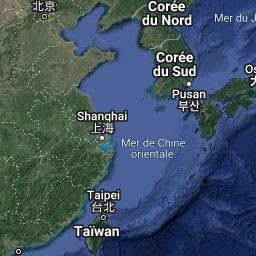 北京
Corée
du Nord
Mer du J
Corée
du Sud
Os
Pusan
부산
Shanghai
上海
Mer de Chine
orientale
Taipei
台北
Taïwan